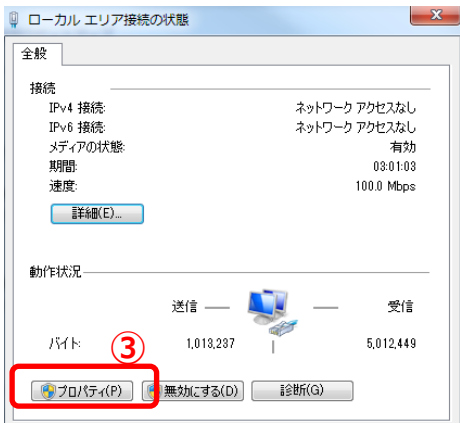 ローカル エリア接続の状態
全般
接続
IPv4 接続: ネットワーク アクセスなし
IPv6 接続: ネットワーク アクセスなし
メディアの状態: 有効
期間: 03:01:03
速度: 100.0 Mbps
詳細(E)...
動作状況
送信 受信
バイト: 1,013,237 5,012,449
③
プロパティ(P) 無効にする(D) 診断(G)